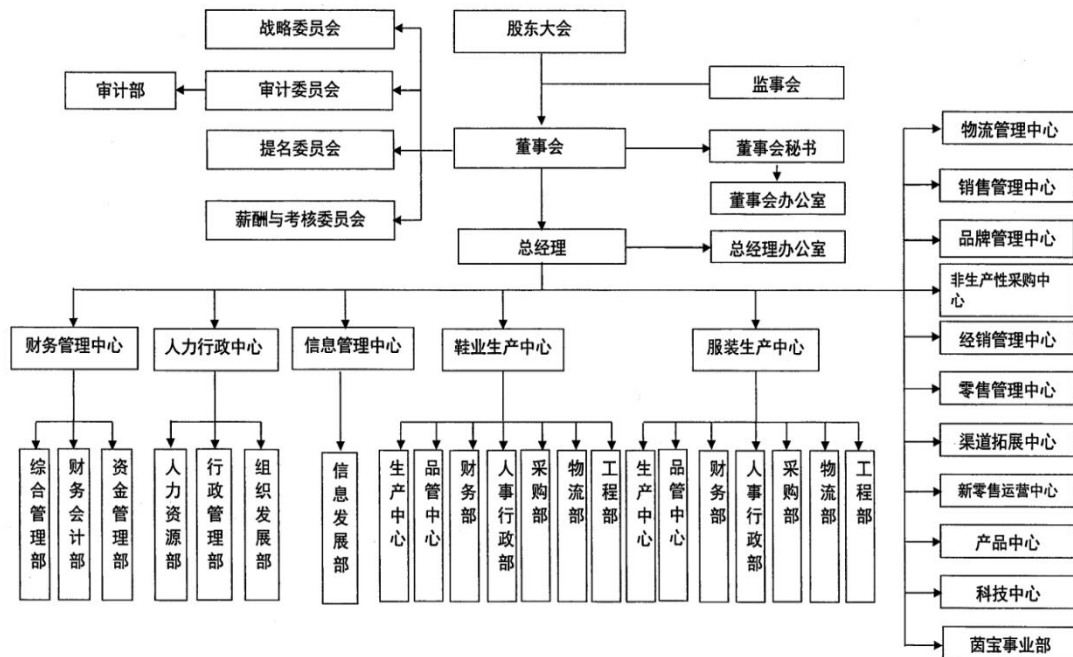 战略委员会
股东大会
审计部
审计委员会
监事会
提名委员会
董事会
董事会秘书
董事会办公室
薪酬与考核委员会
总经理
总经理办公室
财务管理中心
人力行政中心
信息管理中心
鞋业生产中心
服装生产中心
综合管理部
财务会计部
资金管理部
人力资源部
行政管理部
组织发展部
信息发展部
生产中心
品管中心
财务部
人事行政部
采购部
物流部
工程部
生产中心
品管中心
财务部
人事行政部
采购部
物流部
工程部
物流管理中心
销售管理中心
品牌管理中心
非生产性采购中
心
经销管理中心
零售管理中心
渠道拓展中心
新零售运营中心
产品中心
科技中心
茵宝事业部